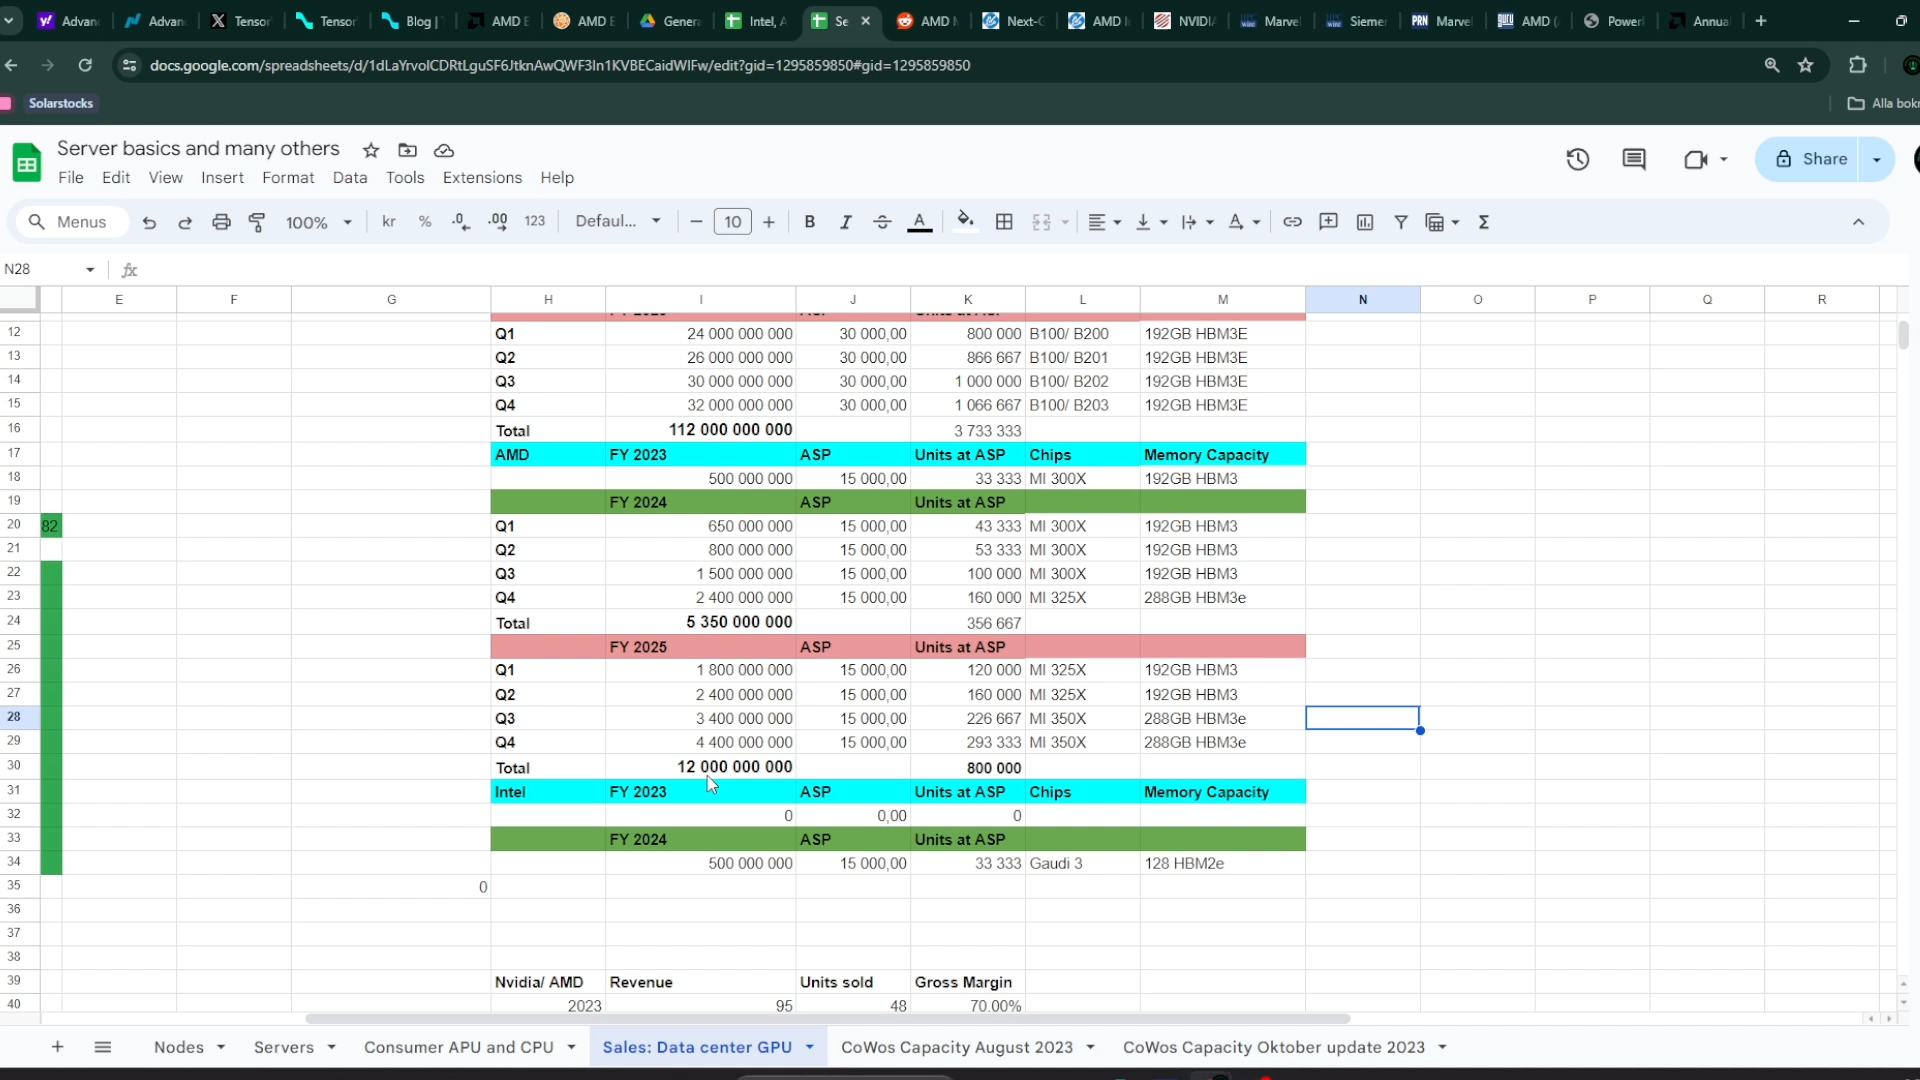 Advan Advan Tensor Tensor Blog | AMD E AMD E Genera Intel, A Se AMD Next-G AMD I NVIDIA Marvel Siemen PRN Marvel guru AMD ( Power Annua
docs.google.com/spreadsheets/d/1dLaYrvolCDRtLguSF6JtknAwQWF3In1KVBECaidWIFw/edit?gid=1295859850#gid=1295859850
Solarstocks Alla bok
Server basics and many others
Share
File Edit View Insert Format Data Tools Extensions Help
Menus 100% kr % .0 .00 123 Defaul... 10 B I A Σ
N28 fx
E F G H I J K L M N O P Q R
12 Q1 24 000 000 000 30 000,00 800 000 B100/ B200 192GB HBM3E
13 Q2 26 000 000 000 30 000,00 866 667 B100/ B201 192GB HBM3E
14 Q3 30 000 000 000 30 000,00 1 000 000 B100/ B202 192GB HBM3E
15 Q4 32 000 000 000 30 000,00 1 066 667 B100/ B203 192GB HBM3E
16 Total 112 000 000 000 3 733 333
17 AMD FY 2023 ASP Units at ASP Chips Memory Capacity
18 500 000 000 15 000,00 33 333 MI 300X 192GB HBM3
19 FY 2024 ASP Units at ASP
20 82 Q1 650 000 000 15 000,00 43 333 MI 300X 192GB HBM3
21 Q2 800 000 000 15 000,00 53 333 MI 300X 192GB HBM3
22 Q3 1 500 000 000 15 000,00 100 000 MI 300X 192GB HBM3
23 Q4 2 400 000 000 15 000,00 160 000 MI 325X 288GB HBM3e
24 Total 5 350 000 000 356 667
25 FY 2025 ASP Units at ASP
26 Q1 1 800 000 000 15 000,00 120 000 MI 325X 192GB HBM3
27 Q2 2 400 000 000 15 000,00 160 000 MI 325X 192GB HBM3
28 Q3 3 400 000 000 15 000,00 226 667 MI 350X 288GB HBM3e
29 Q4 4 400 000 000 15 000,00 293 333 MI 350X 288GB HBM3e
30 Total 12 000 000 000 800 000
31 Intel FY 2023 ASP Units at ASP Chips Memory Capacity
32 0 0,00 0
33 FY 2024 ASP Units at ASP
34 500 000 000 15 000,00 33 333 Gaudi 3 128 HBM2e
35 0
36
37
38
39 Nvidia/ AMD Revenue Units sold Gross Margin
40 2023 95 48 70.00%
Nodes Servers Consumer APU and CPU Sales: Data center GPU CoWos Capacity August 2023 CoWos Capacity Oktober update 2023